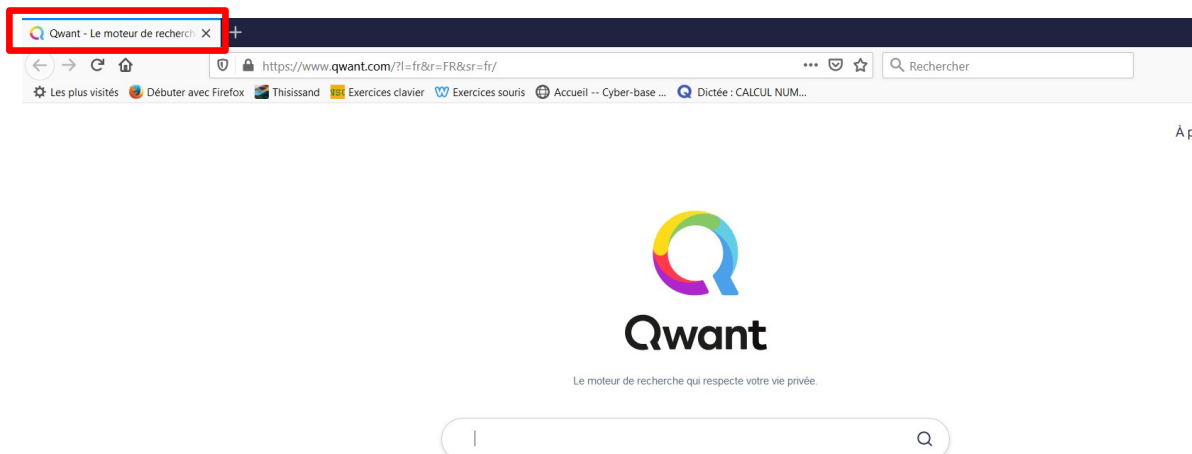 Qwant - Le moteur de recherch
https://www.qwant.com/?l=fr&r=FR&sr=fr/
Rechercher
Les plus visités Débuter avec Firefox Thisissand Exercices clavier Exercices souris Accueil -- Cyber-base ... Dictée : CALCUL NUM...
À p
Qwant
Le moteur de recherche qui respecte votre vie privée.